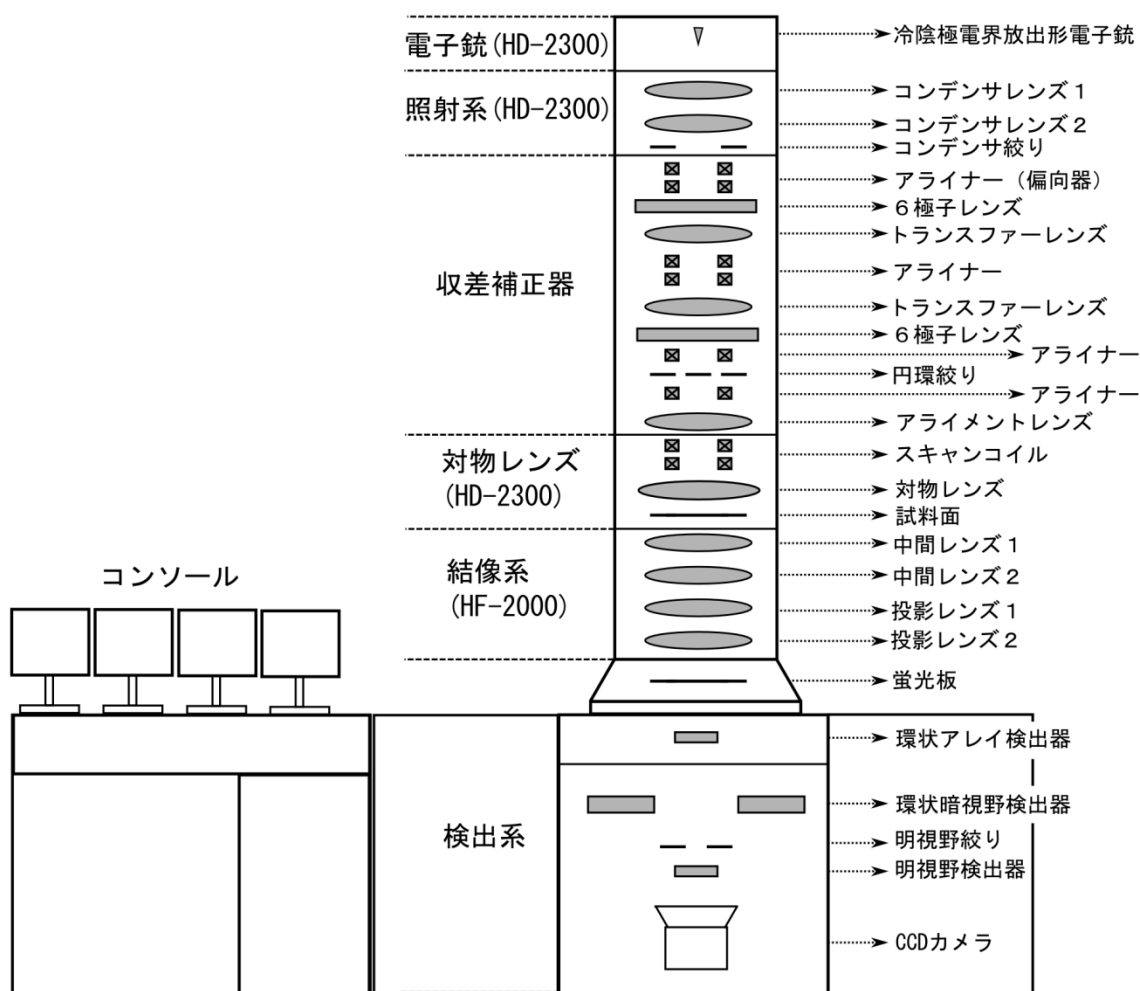 電子銃(HD-2300)
冷陰極電界放出形電子銃
照射系(HD-2300)
コンデンサレンズ1
コンデンサレンズ2
コンデンサ絞り
収差補正器
アライナー(偏向器)
6極子レンズ
トランスファーレンズ
アライナー
トランスファーレンズ
6極子レンズ
アライナー
円環絞り
アライナー
アライメントレンズ
対物レンズ
(HD-2300)
スキャンコイル
対物レンズ
試料面
結像系
(HF-2000)
中間レンズ1
中間レンズ2
投影レンズ1
投影レンズ2
コンソール
蛍光板
検出系
環状アレイ検出器
環状暗視野検出器
明視野絞り
明視野検出器
CCDカメラ